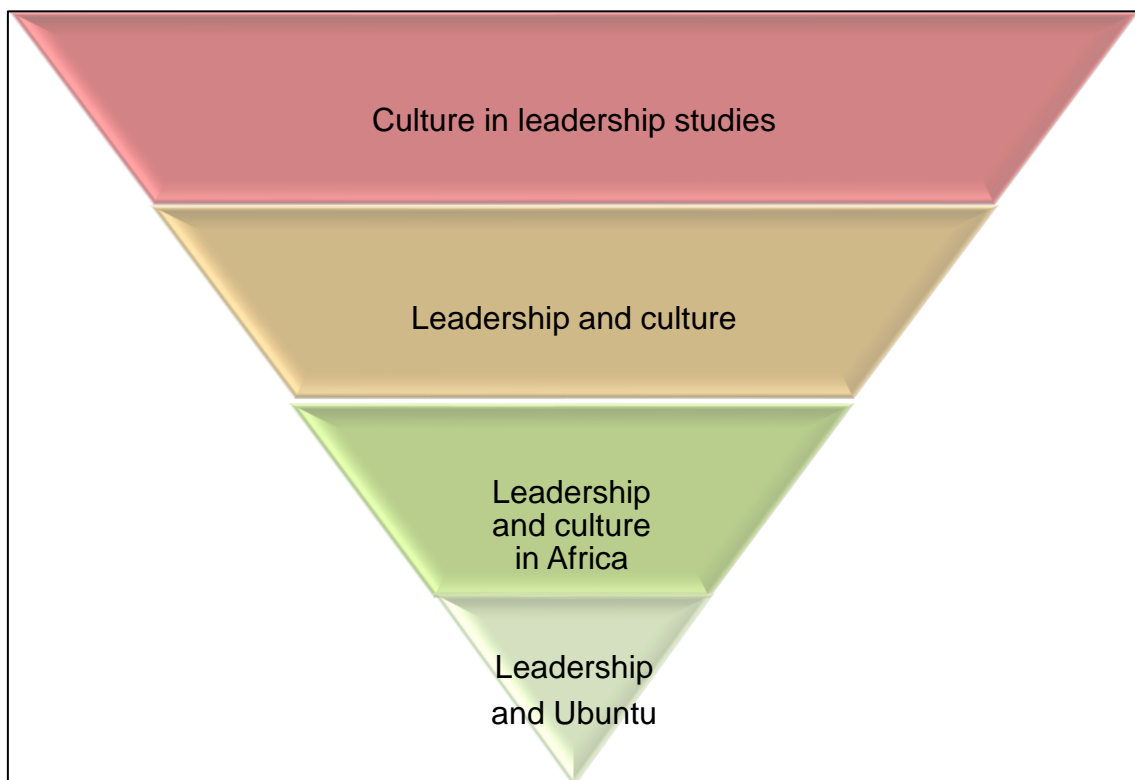 Culture in leadership studies
Leadership and culture
Leadership
and culture
in Africa
Leadership
and Ubuntu